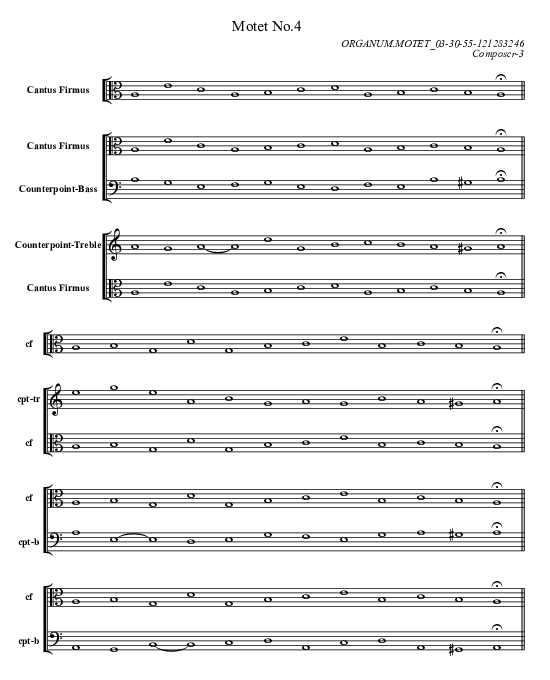 Motet No.4
ORGANUM.MOTET_03-30-55-121283246
Composer-3
Cantus Firmus
Cantus Firmus
Counterpoint-Bass
Counterpoint-Treble
Cantus Firmus
cf
cpt-tr
cf
cf
cpt-b
cf
cpt-b